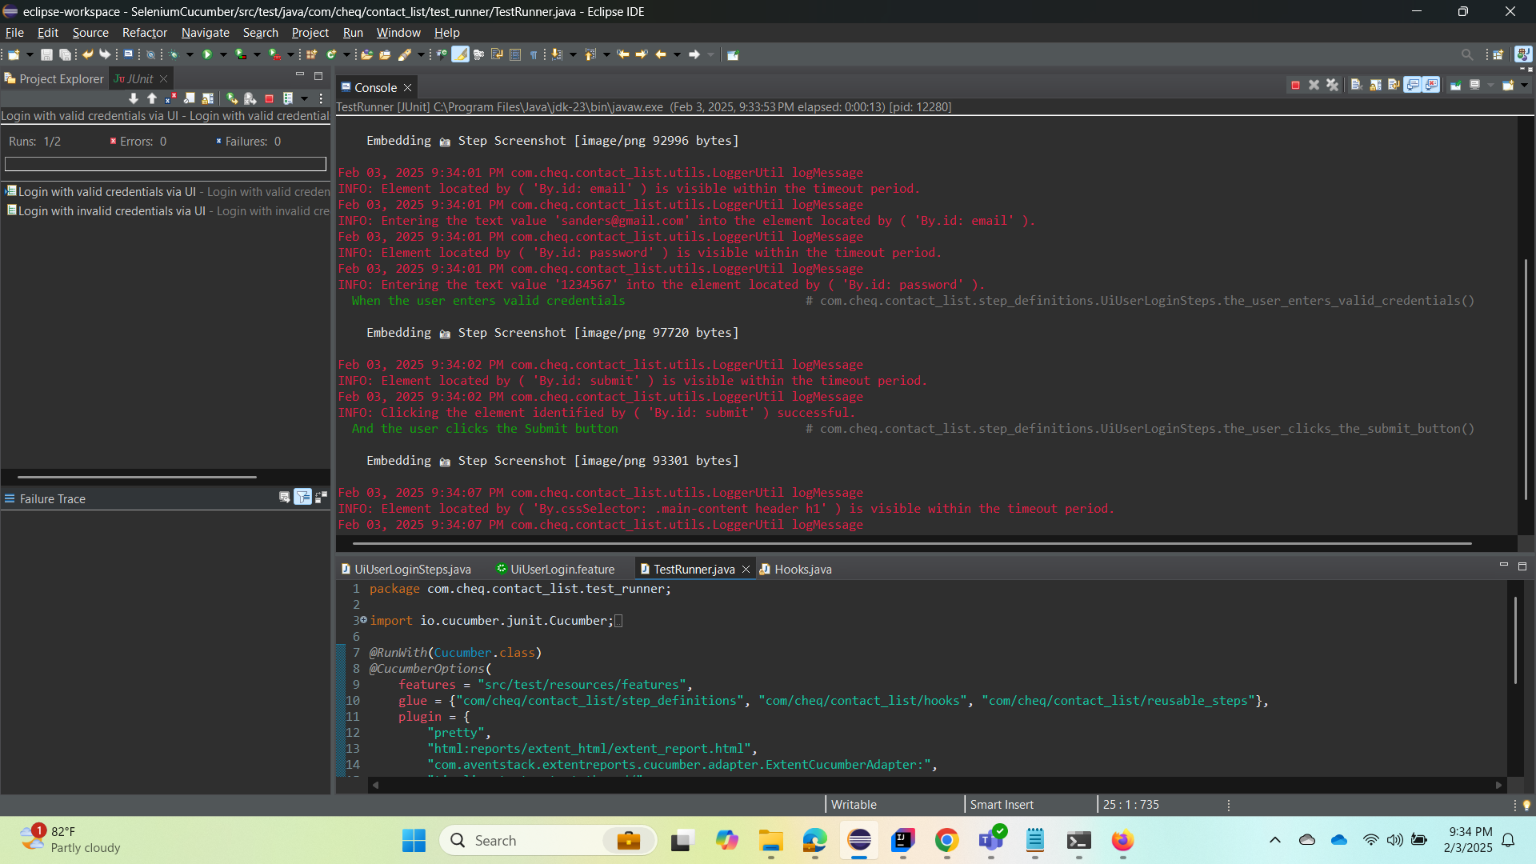 eclipse-workspace - SeleniumCucumber/src/test/java/com/cheq/contact_list/test_runner/TestRunner.java - Eclipse IDE
File Edit Source Refactor Navigate Search Project Run Window Help
Project Explorer JUnit
Console
TestRunner [JUnit] C:\Program Files\Java\jdk-23\bin\javaw.exe (Feb 3, 2025, 9:33:53 PM elapsed: 0:00:13) [pid: 12280]
Login with valid credentials via UI - Login with valid credential
Runs: 1/2 Errors: 0 Failures: 0
Login with valid credentials via UI - Login with valid creden
Login with invalid credentials via UI - Login with invalid cre
Failure Trace
Embedding Step Screenshot [image/png 92996 bytes]
Feb 03, 2025 9:34:01 PM com.cheq.contact_list.utils.LoggerUtil logMessage
INFO: Element located by ( 'By.id: email' ) is visible within the timeout period.
Feb 03, 2025 9:34:01 PM com.cheq.contact_list.utils.LoggerUtil logMessage
INFO: Entering the text value 'sanders@gmail.com' into the element located by ( 'By.id: email' ).
Feb 03, 2025 9:34:01 PM com.cheq.contact_list.utils.LoggerUtil logMessage
INFO: Element located by ( 'By.id: password' ) is visible within the timeout period.
Feb 03, 2025 9:34:01 PM com.cheq.contact_list.utils.LoggerUtil logMessage
INFO: Entering the text value '1234567' into the element located by ( 'By.id: password' ).
When the user enters valid credentials # com.cheq.contact_list.step_definitions.UiUserLoginSteps.the_user_enters_valid_credentials()
Embedding Step Screenshot [image/png 97720 bytes]
Feb 03, 2025 9:34:02 PM com.cheq.contact_list.utils.LoggerUtil logMessage
INFO: Element located by ( 'By.id: submit' ) is visible within the timeout period.
Feb 03, 2025 9:34:02 PM com.cheq.contact_list.utils.LoggerUtil logMessage
INFO: Clicking the element identified by ( 'By.id: submit' ) successful.
And the user clicks the Submit button # com.cheq.contact_list.step_definitions.UiUserLoginSteps.the_user_clicks_the_submit_button()
Embedding Step Screenshot [image/png 93301 bytes]
Feb 03, 2025 9:34:07 PM com.cheq.contact_list.utils.LoggerUtil logMessage
INFO: Element located by ( 'By.cssSelector: .main-content header h1' ) is visible within the timeout period.
Feb 03, 2025 9:34:07 PM com.cheq.contact_list.utils.LoggerUtil logMessage
UiUserLoginSteps.java UiUserLogin.feature TestRunner.java Hooks.java
1 package com.cheq.contact_list.test_runner;
2
3 import io.cucumber.junit.Cucumber;
6
7 @RunWith(Cucumber.class)
8 @CucumberOptions(
9 features = "src/test/resources/features",
10 glue = {"com/cheq/contact_list/step_definitions", "com/cheq/contact_list/hooks", "com/cheq/contact_list/reusable_steps"},
11 plugin = {
12 "pretty",
13 "html:reports/extent_html/extent_report.html",
14 "com.aventstack.extentreports.cucumber.adapter.ExtentCucumberAdapter:",
Writable Smart Insert 25 : 1 : 735
1 82°F
Partly cloudy
Search
9:34 PM
2/3/2025